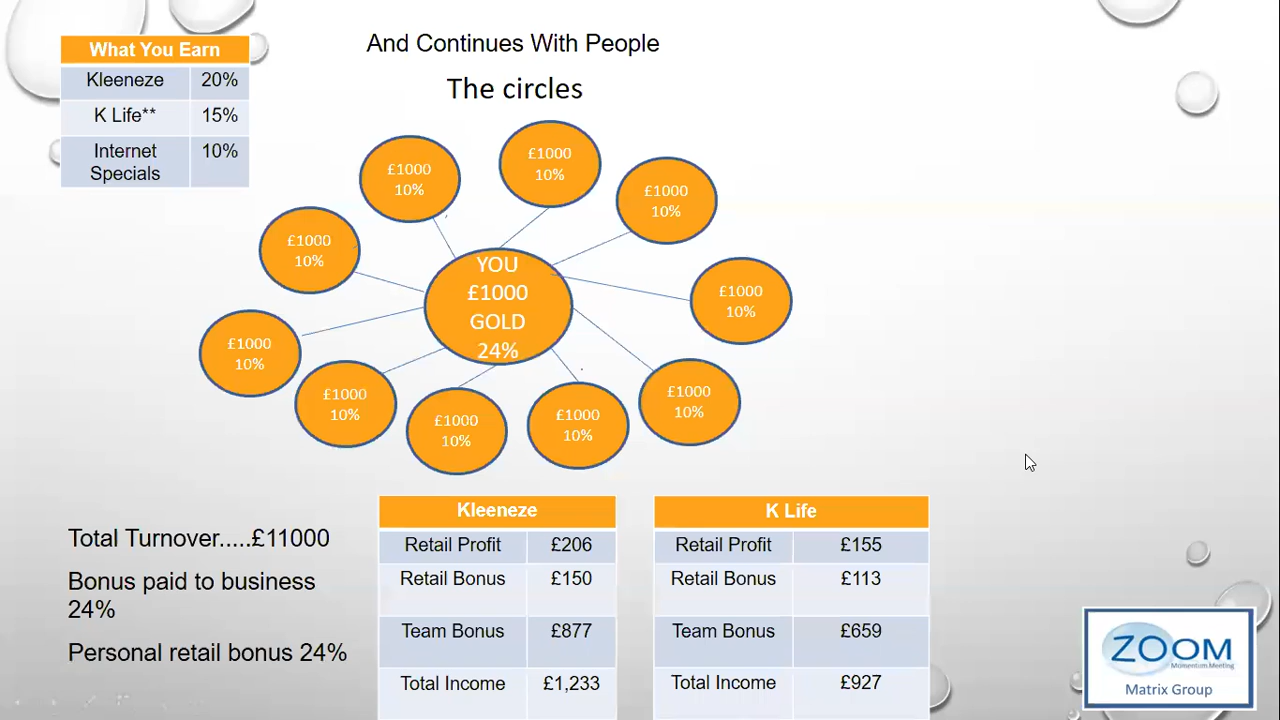 What You Earn
Kleeneze 20%
K Life** 15%
Internet 10%
Specials
And Continues With People
The circles
£1000
10%
£1000
10%
£1000
10%
£1000
10%
£1000
10%
YOU
£1000
GOLD
24%
£1000
10%
£1000
10%
£1000
10%
£1000
10%
£1000
10%
Total Turnover.....£11000
Bonus paid to business
24%
Personal retail bonus 24%
Kleeneze
Retail Profit £206
Retail Bonus £150
Team Bonus £877
Total Income £1,233
K Life
Retail Profit £155
Retail Bonus £113
Team Bonus £659
Total Income £927
ZOOM
Momentum Meeting
Matrix Group